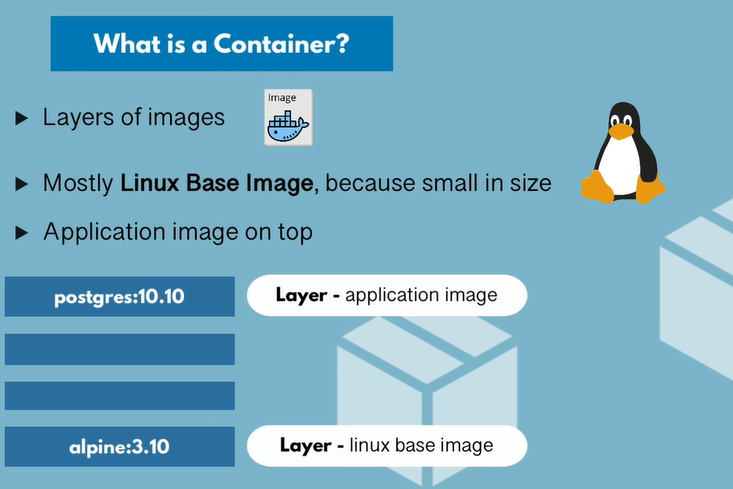 What is a Container?
Layers of images
Image
Mostly Linux Base Image, because small in size
Application image on top
postgres:10.10
Layer - application image
alpine:3.10
Layer - linux base image